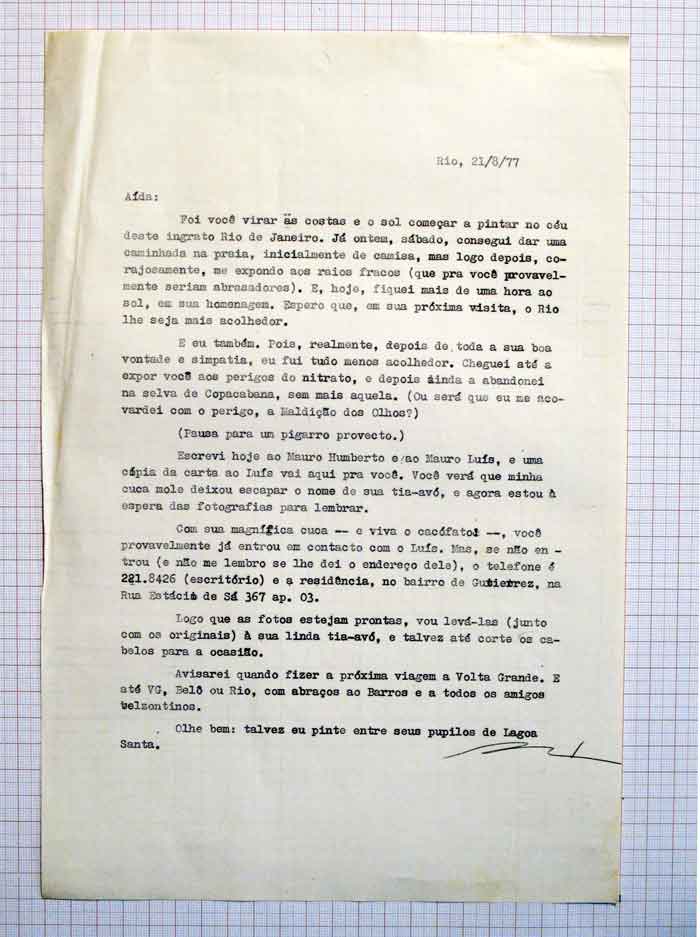 Rio, 21/8/77
Aída:
Foi você virar às costas e o sol começar a pintar no céu
deste ingrato Rio de Janeiro. Já ontem, sábado, consegui dar uma
caminhada na praia, inicialmente de camisa, mas logo depois, co-
rajosamente, me expondo aos raios fracos (que pra você provavel-
mente seriam abrasadores). E, hoje, fiquei mais de uma hora ao
sol, em sua homenagem. Espero que, em sua próxima visita, o Rio
lhe seja mais acolhedor.
E eu também. Pois, realmente, depois de toda a sua boa
vontade e simpatia, eu fui tudo menos acolhedor. Cheguei até a
expor você aos perigos do nitrato, e depois ainda a abandonei
na selva de Copacabana, sem mais aquela. (Ou será que eu me aco-
vardei com o perigo, a Maldição dos Olhos?)
(Pausa para um pigarro provecto.)
Escrevi hoje ao Mauro Humberto e ao Mauro Luís, e uma
cópia da carta ao Luís vai aqui pra você. Você verá que minha
cuca mole deixou escapar o nome de sua tia-avó, e agora estou à
espera das fotografias para lembrar.
Com sua magnífica cuca -- e viva o cacófato! --, você
provavelmente já entrou em contacto com o Luís. Mas, se não en -
trou (e não me lembro se lhe dei o endereço dele), o telefone é
221.8426 (escritório) e a residência, no bairro de Gutierrez, na
Rua Estácio de Sá 367 ap. 03.
Logo que as fotos estejam prontas, vou levá-las (junto
com os originais) à sua linda tia-avó, e talvez até corte os ca-
belos para a ocasião.
Avisarei quando fizer a próxima viagem a Volta Grande. E
até VG, Belô ou Rio, com abraços ao Barros e a todos os amigos
belzontinos.
Olhe bem: talvez eu pinte entre seus pupilos de Lagoa
Santa.